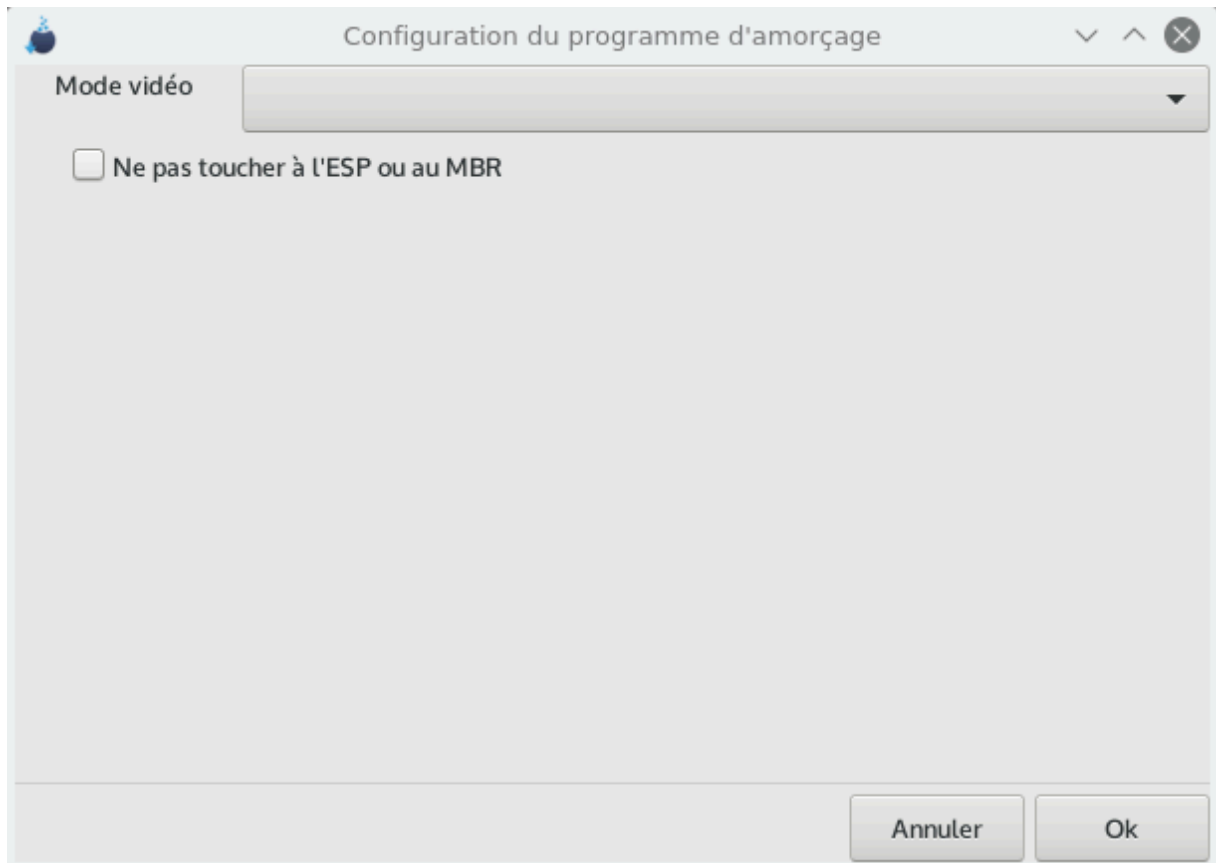 Configuration du programme d'amorçage
Mode vidéo
Ne pas toucher à l'ESP ou au MBR
Annuler Ok